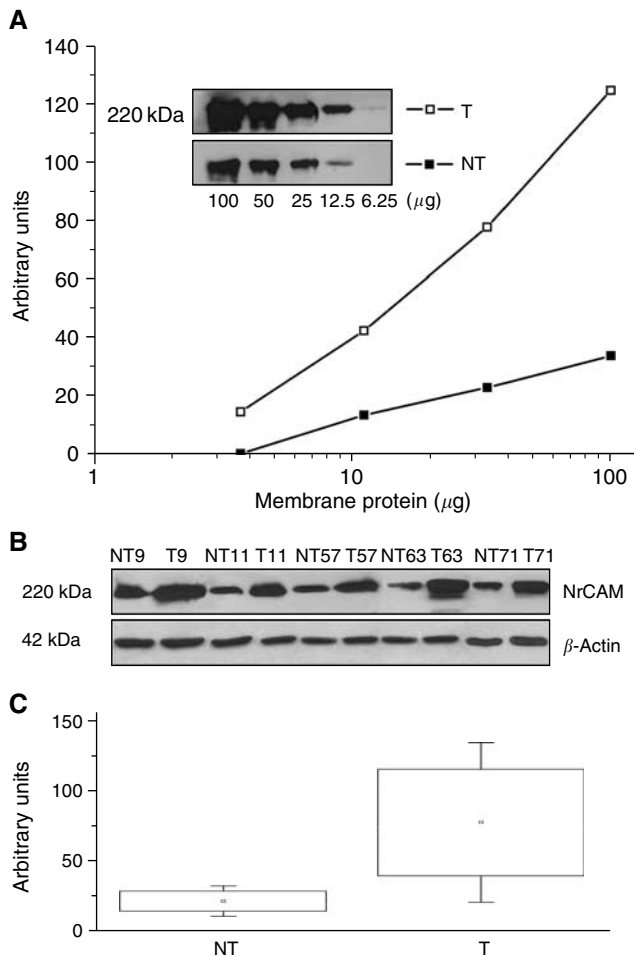 A
140
120
100
80
60
40
20
0
Arbitrary units
220 kDa
T
NT
100 50 25 12.5 6.25 (μg)
1 10 100
Membrane protein (μg)
B
NT9 T9 NT11 T11 NT57 T57 NT63 T63 NT71 T71
220 kDa NrCAM
42 kDa β-Actin
C
150
100
50
0
Arbitrary units
NT T